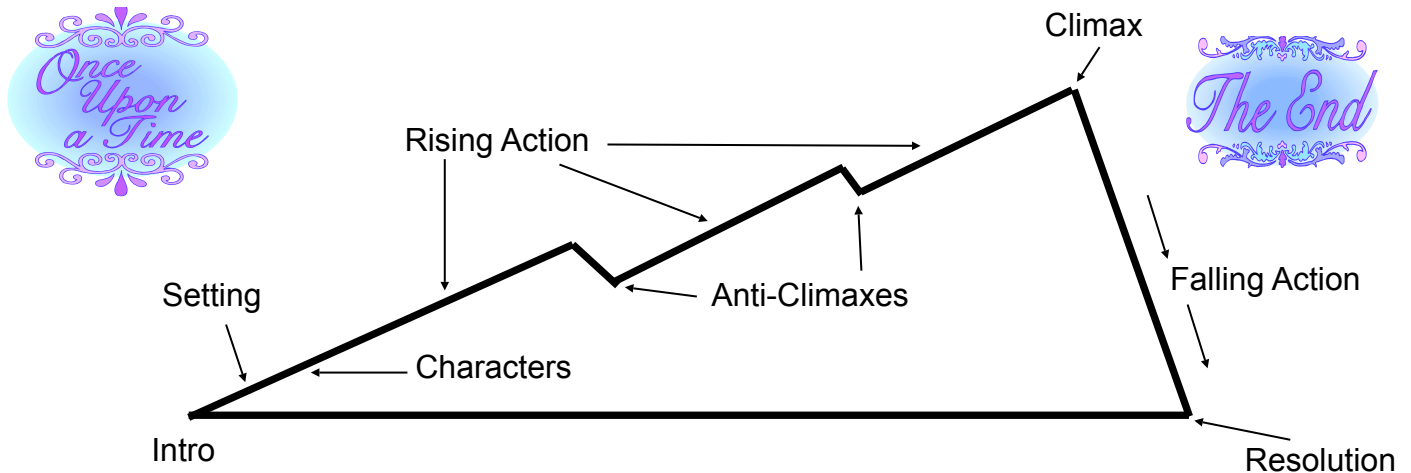 Once
Upon
a Time
Climax
The End
Rising Action
Setting
Anti-Climaxes
Falling Action
Characters
Intro
Resolution